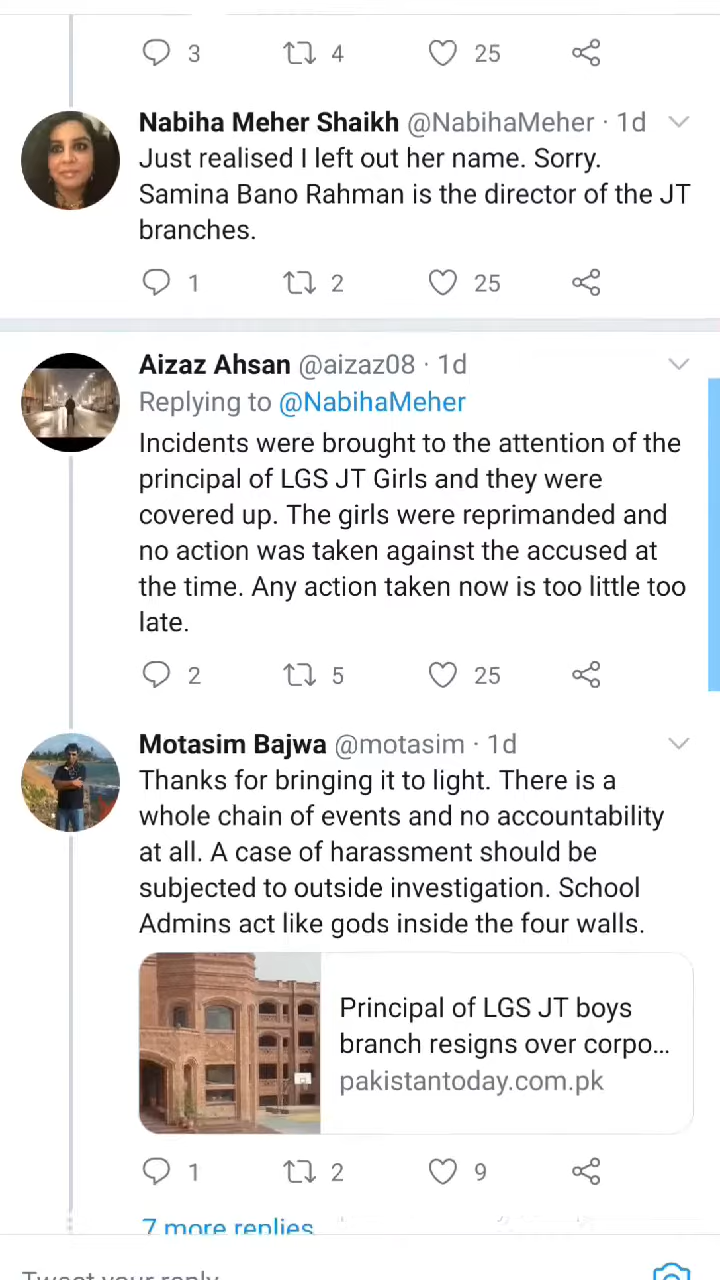 3 4 25
Nabiha Meher Shaikh @NabihaMeher · 1d
Just realised I left out her name. Sorry.
Samina Bano Rahman is the director of the JT
branches.
1 2 25
Aizaz Ahsan @aizaz08 · 1d
Replying to @NabihaMeher
Incidents were brought to the attention of the
principal of LGS JT Girls and they were
covered up. The girls were reprimanded and
no action was taken against the accused at
the time. Any action taken now is too little too
late.
2 5 25
Motasim Bajwa @motasim · 1d
Thanks for bringing it to light. There is a
whole chain of events and no accountability
at all. A case of harassment should be
subjected to outside investigation. School
Admins act like gods inside the four walls.
Principal of LGS JT boys
branch resigns over corpo...
pakistantoday.com.pk
1 2 9
7 more replies
Tweet your reply